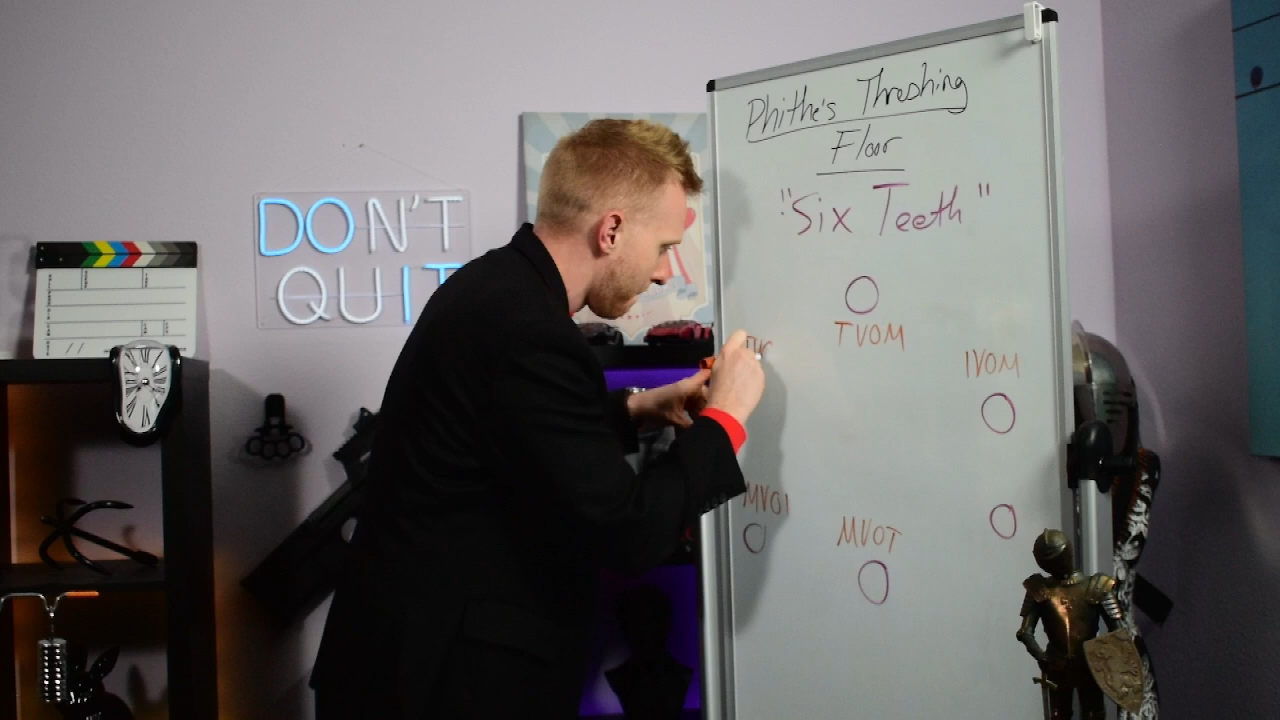 DON'T
QUIT
Phithe's Threshing
Floor
"Six Teeth"
TVOM
IVOM
MVOI
MVOT